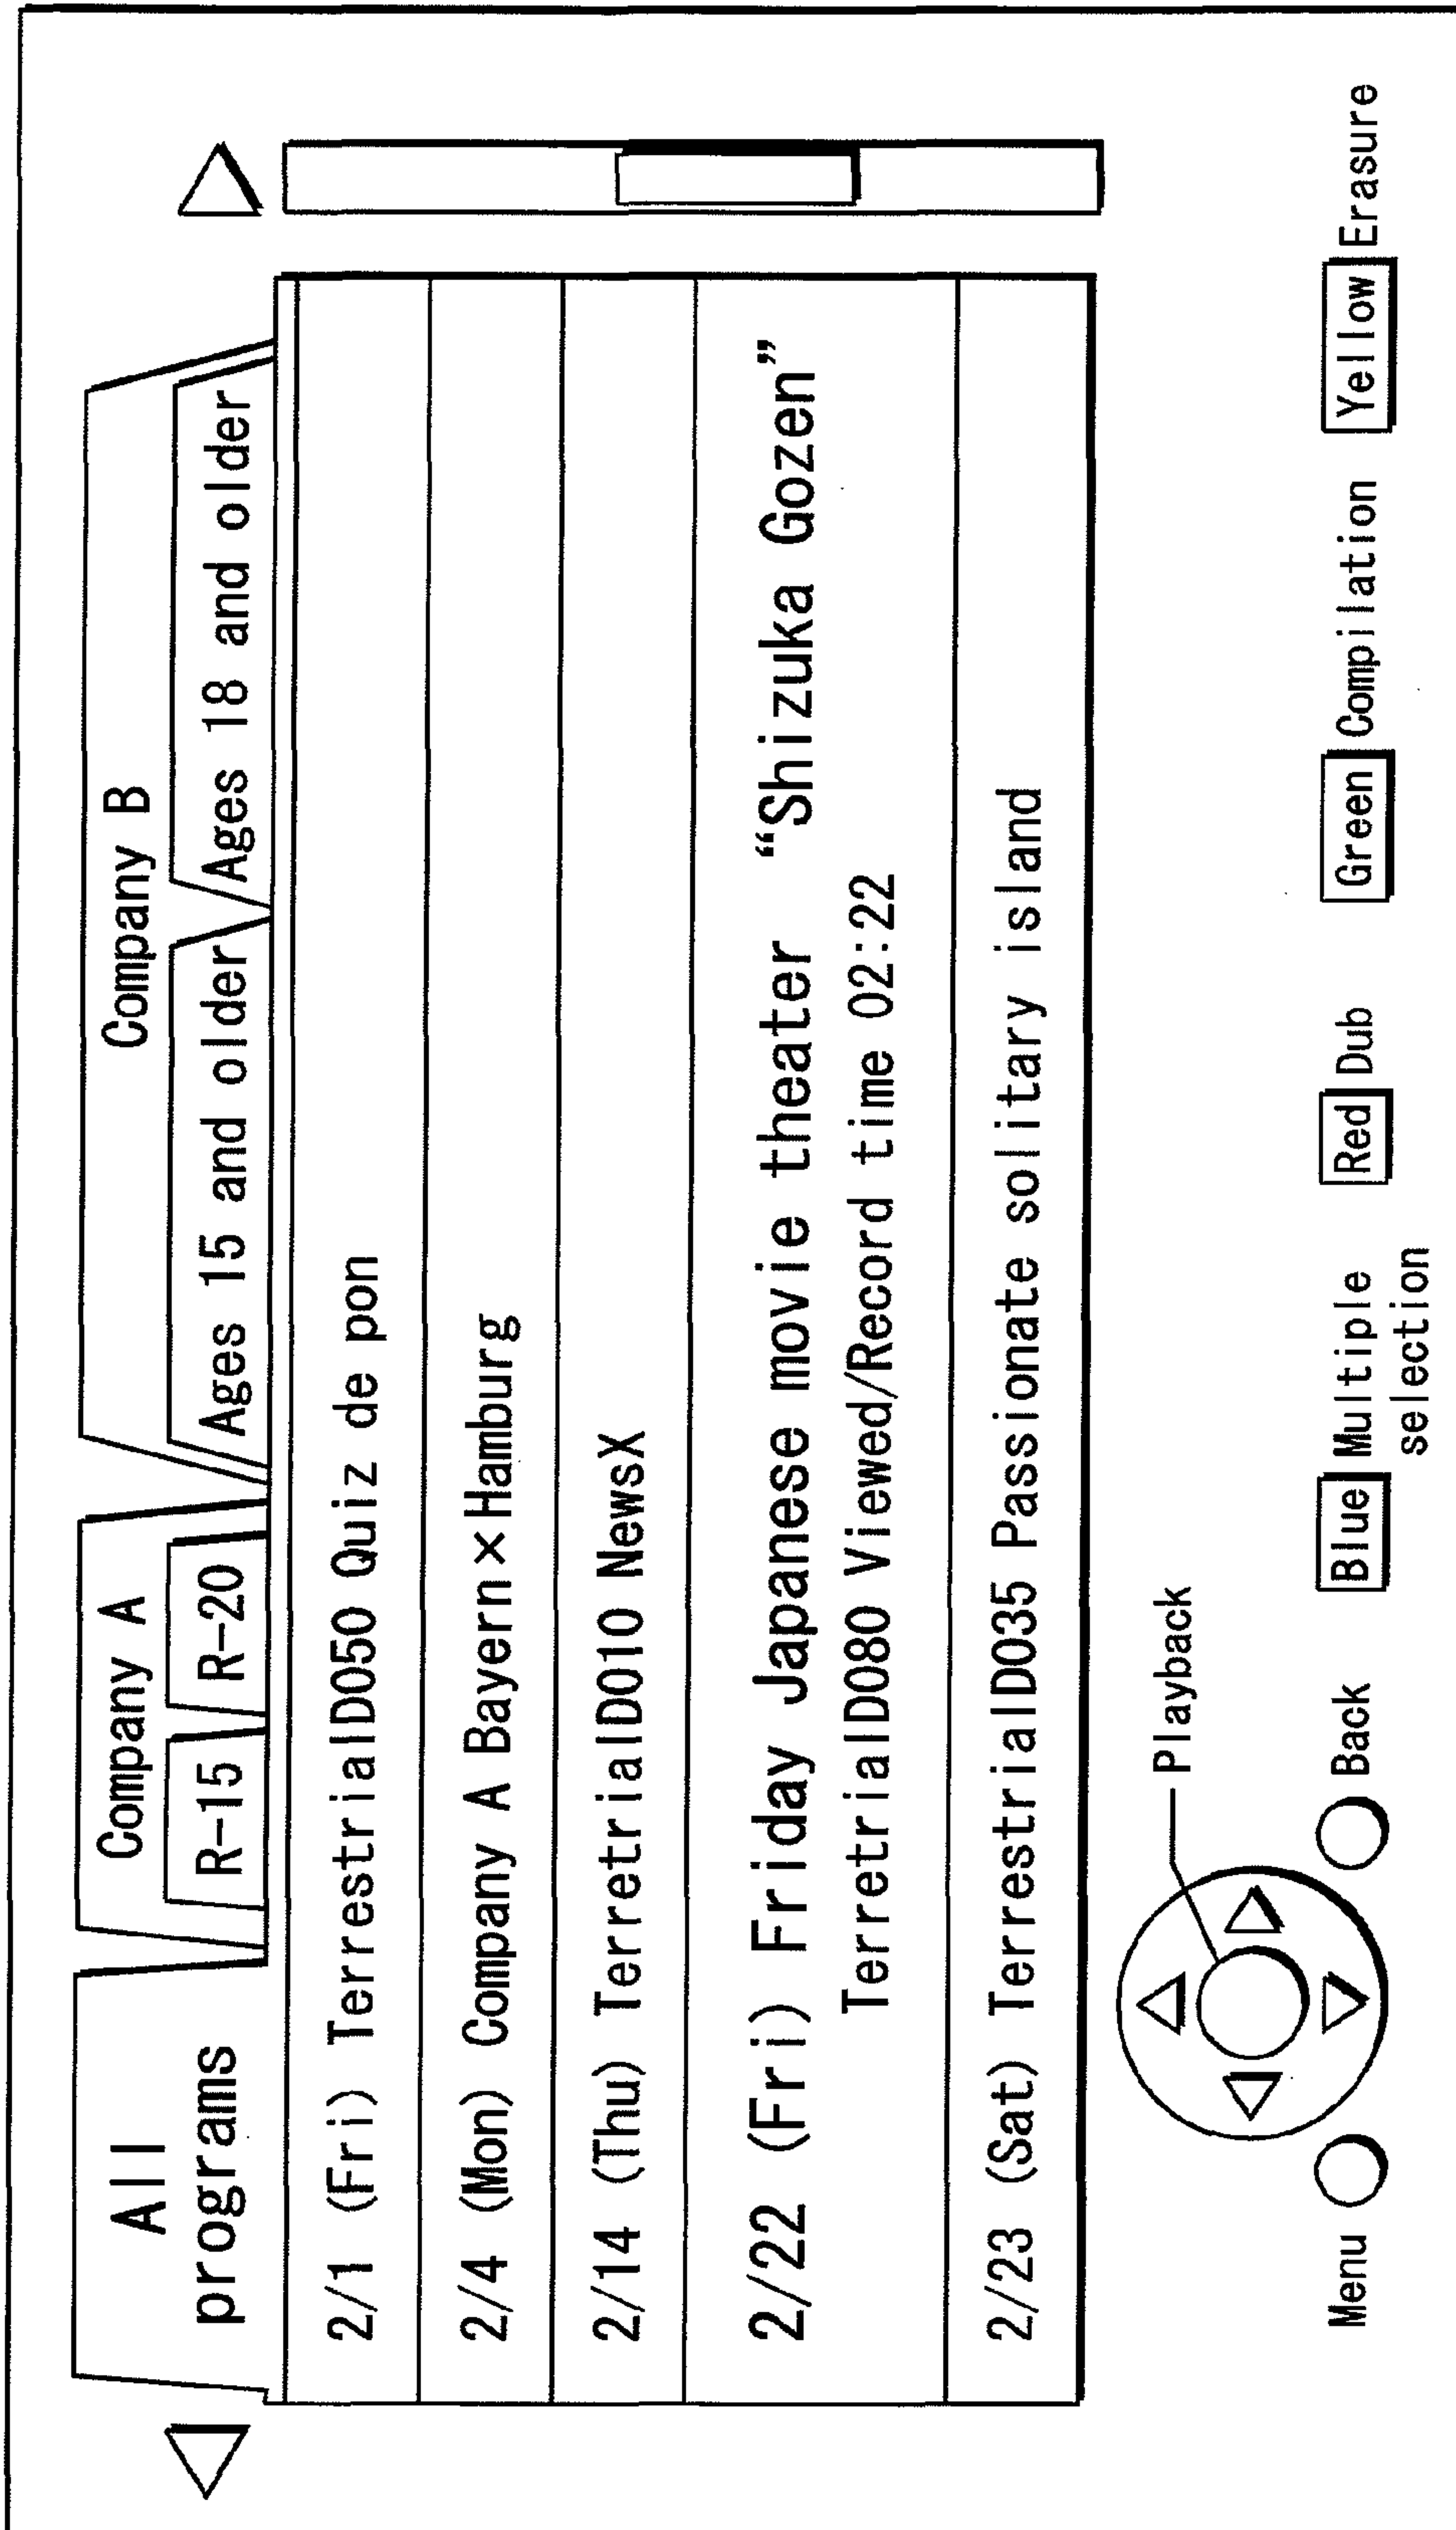 All
programs
Company A
R-15
R-20
Company B
Ages 15 and older
Ages 18 and older
2/1 (Fri) TerrestrialD050 Quiz de pon
2/4 (Mon) Company A Bayern×Hamburg
2/14 (Thu) TerretrialD010 NewsX
2/22 (Fri) Friday Japanese movie theater “Shizuka Gozen”
TerretrialD080 Viewed/Record time 02:22
2/23 (Sat) TerrestrialD035 Passionate solitary island
Playback
Menu
Back
Blue Multiple
selection
Red Dub
Green Compilation
Yellow Erasure